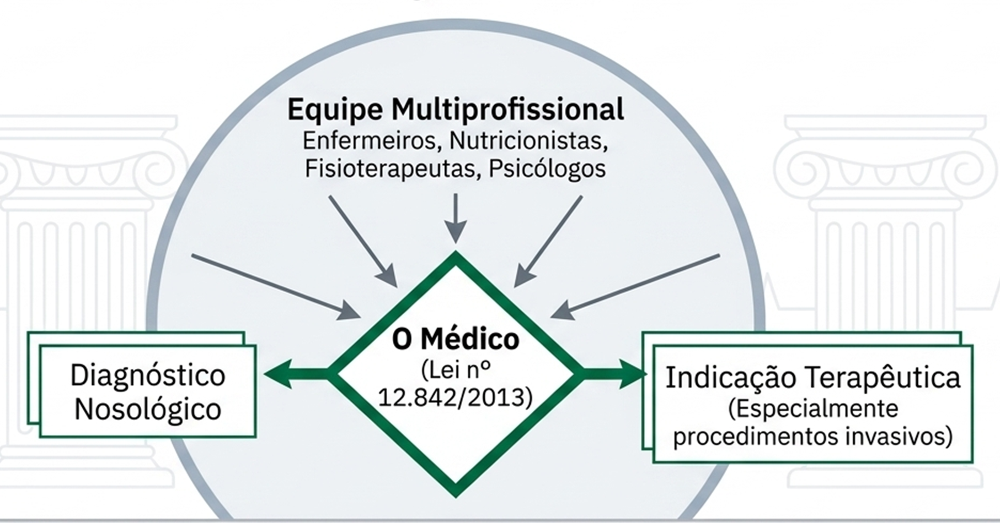 Equipe Multiprofissional
Enfermeiros, Nutricionistas,
Fisioterapeutas, Psicólogos
O Médico
(Lei nº
12.842/2013)
Diagnóstico
Nosológico
Indicação Terapêutica
(Especialmente
procedimentos invasivos)